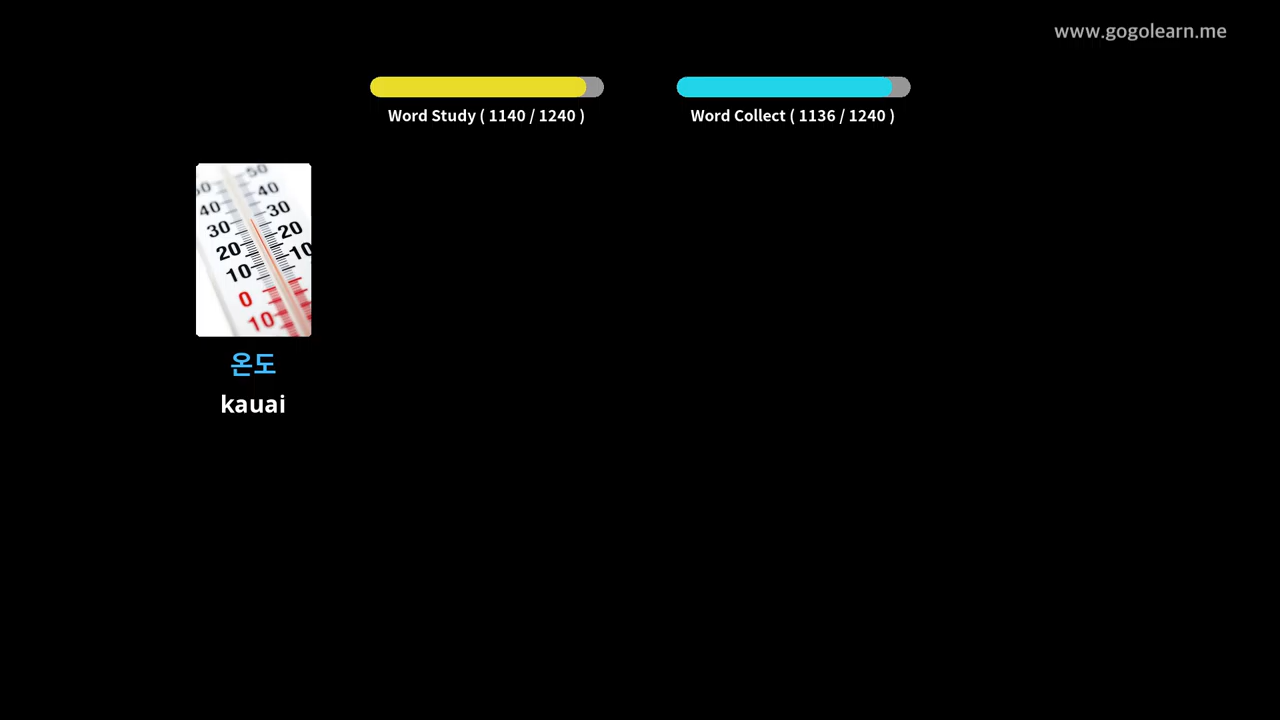 www.gogolearn.me
Word Study ( 1140 / 1240 )
Word Collect ( 1136 / 1240 )
50
40
40
30
30
20
20
10
10
0
10
온도
kauai